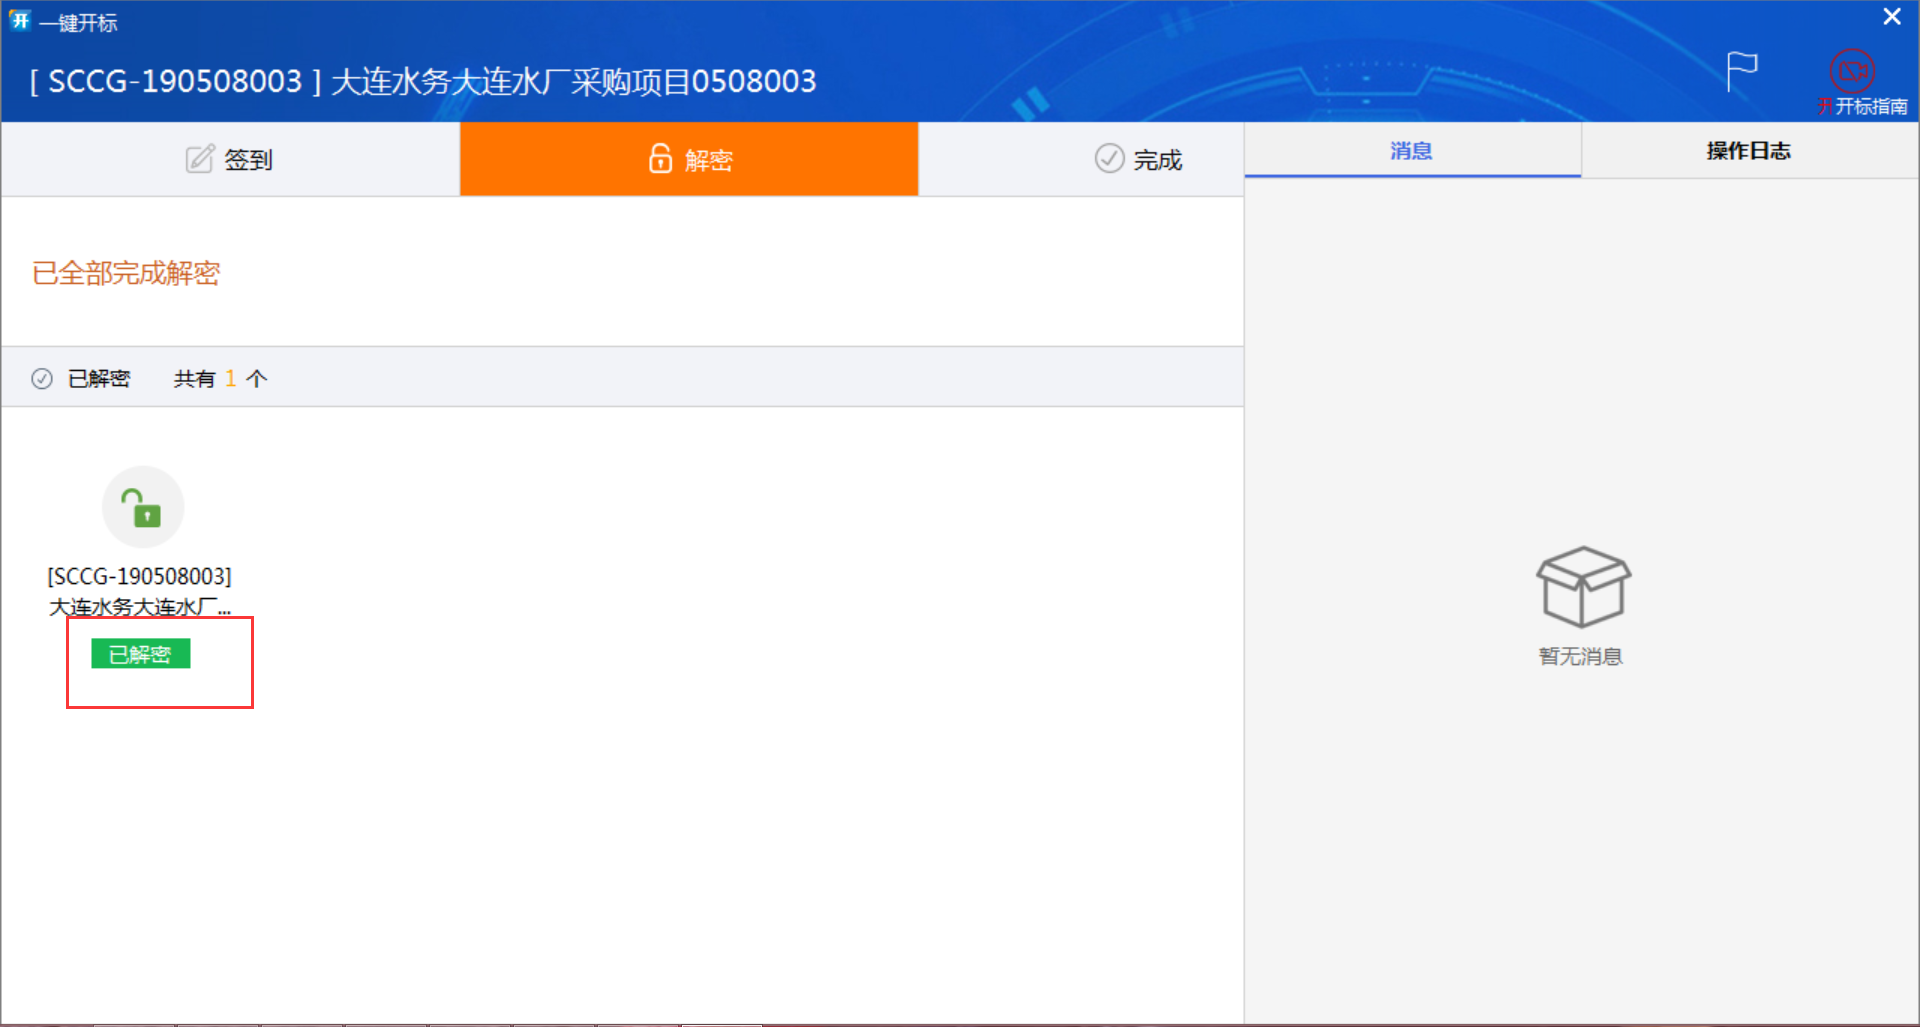 开 一键开标
[ SCCG-190508003 ] 大连水务大连水厂采购项目0508003
开 开标指南
签到
解密
完成
消息
操作日志
已全部完成解密
已解密 共有 1 个
[SCCG-190508003]
大连水务大连水厂...
已解密
暂无消息